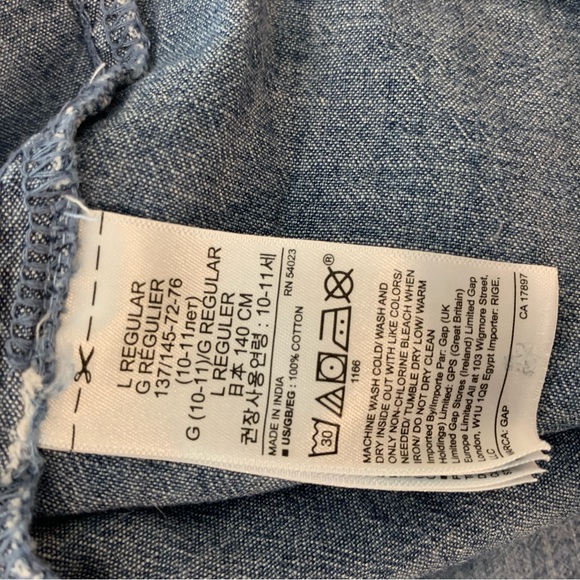 L REGULAR
G RÉGULIER
137/145-72-76
(10-11лет)
G (10-11)/G REGULAR
L REGULER
日本 140 CM
권장사용연령 : 10-11세
RN 54023
MADE IN INDIA
■ US/GB/EG : 100% COTTON
30
1166
®
MACHINE WASH COLD/ WASH AND
DRY INSIDE OUT WITH LIKE COLORS/
ONLY NON-CHLORINE BLEACH WHEN
NEEDED/ TUMBLE DRY LOW/ WARM
IRON/ DO NOT DRY CLEAN
Imported By/Importe Par: Gap (UK
Holdings) Limited: GPS (Great Britain)
Limited Gap Stores (Ireland) Limited Gap
Europe Limited All at 103 Wigmore Street,
London, W1U 1QS Egypt Importer: RIGE,
LLC
GAP
CA 17897